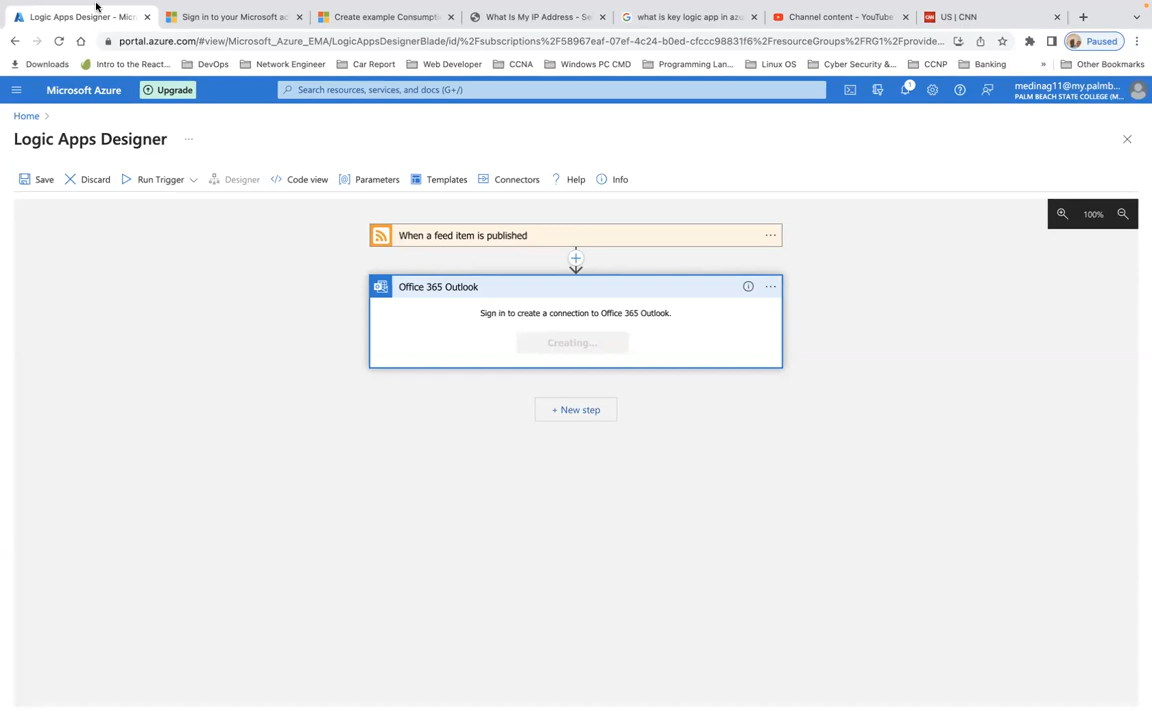 Logic Apps Designer - Micr
Sign in to your Microsoft ac
Create example Consumpti
What Is My IP Address - Se
what is key logic app in azu
Channel content - YouTube
US | CNN
portal.azure.com/#view/Microsoft_Azure_EMA/LogicAppsDesignerBlade/id/%2Fsubscriptions%2F58967eaf-07ef-4c24-b0ed-cfccc98831f6%2FresourceGroups%2FRG1%2Fprovide...
Paused
Downloads
Intro to the React...
DevOps
Network Engineer
Car Report
Web Developer
CCNA
Windows PC CMD
Programming Lan...
Linux OS
Cyber Security &...
CCNP
Banking
»
Other Bookmarks
Microsoft Azure
Upgrade
Search resources, services, and docs (G+/)
1
medinag11@my.palmb...
PALM BEACH STATE COLLEGE (M...
Home >
Logic Apps Designer ...
Save
Discard
Run Trigger
Designer
Code view
Parameters
Templates
Connectors
Help
Info
100%
When a feed item is published
Office 365 Outlook
Sign in to create a connection to Office 365 Outlook.
Creating...
+ New step